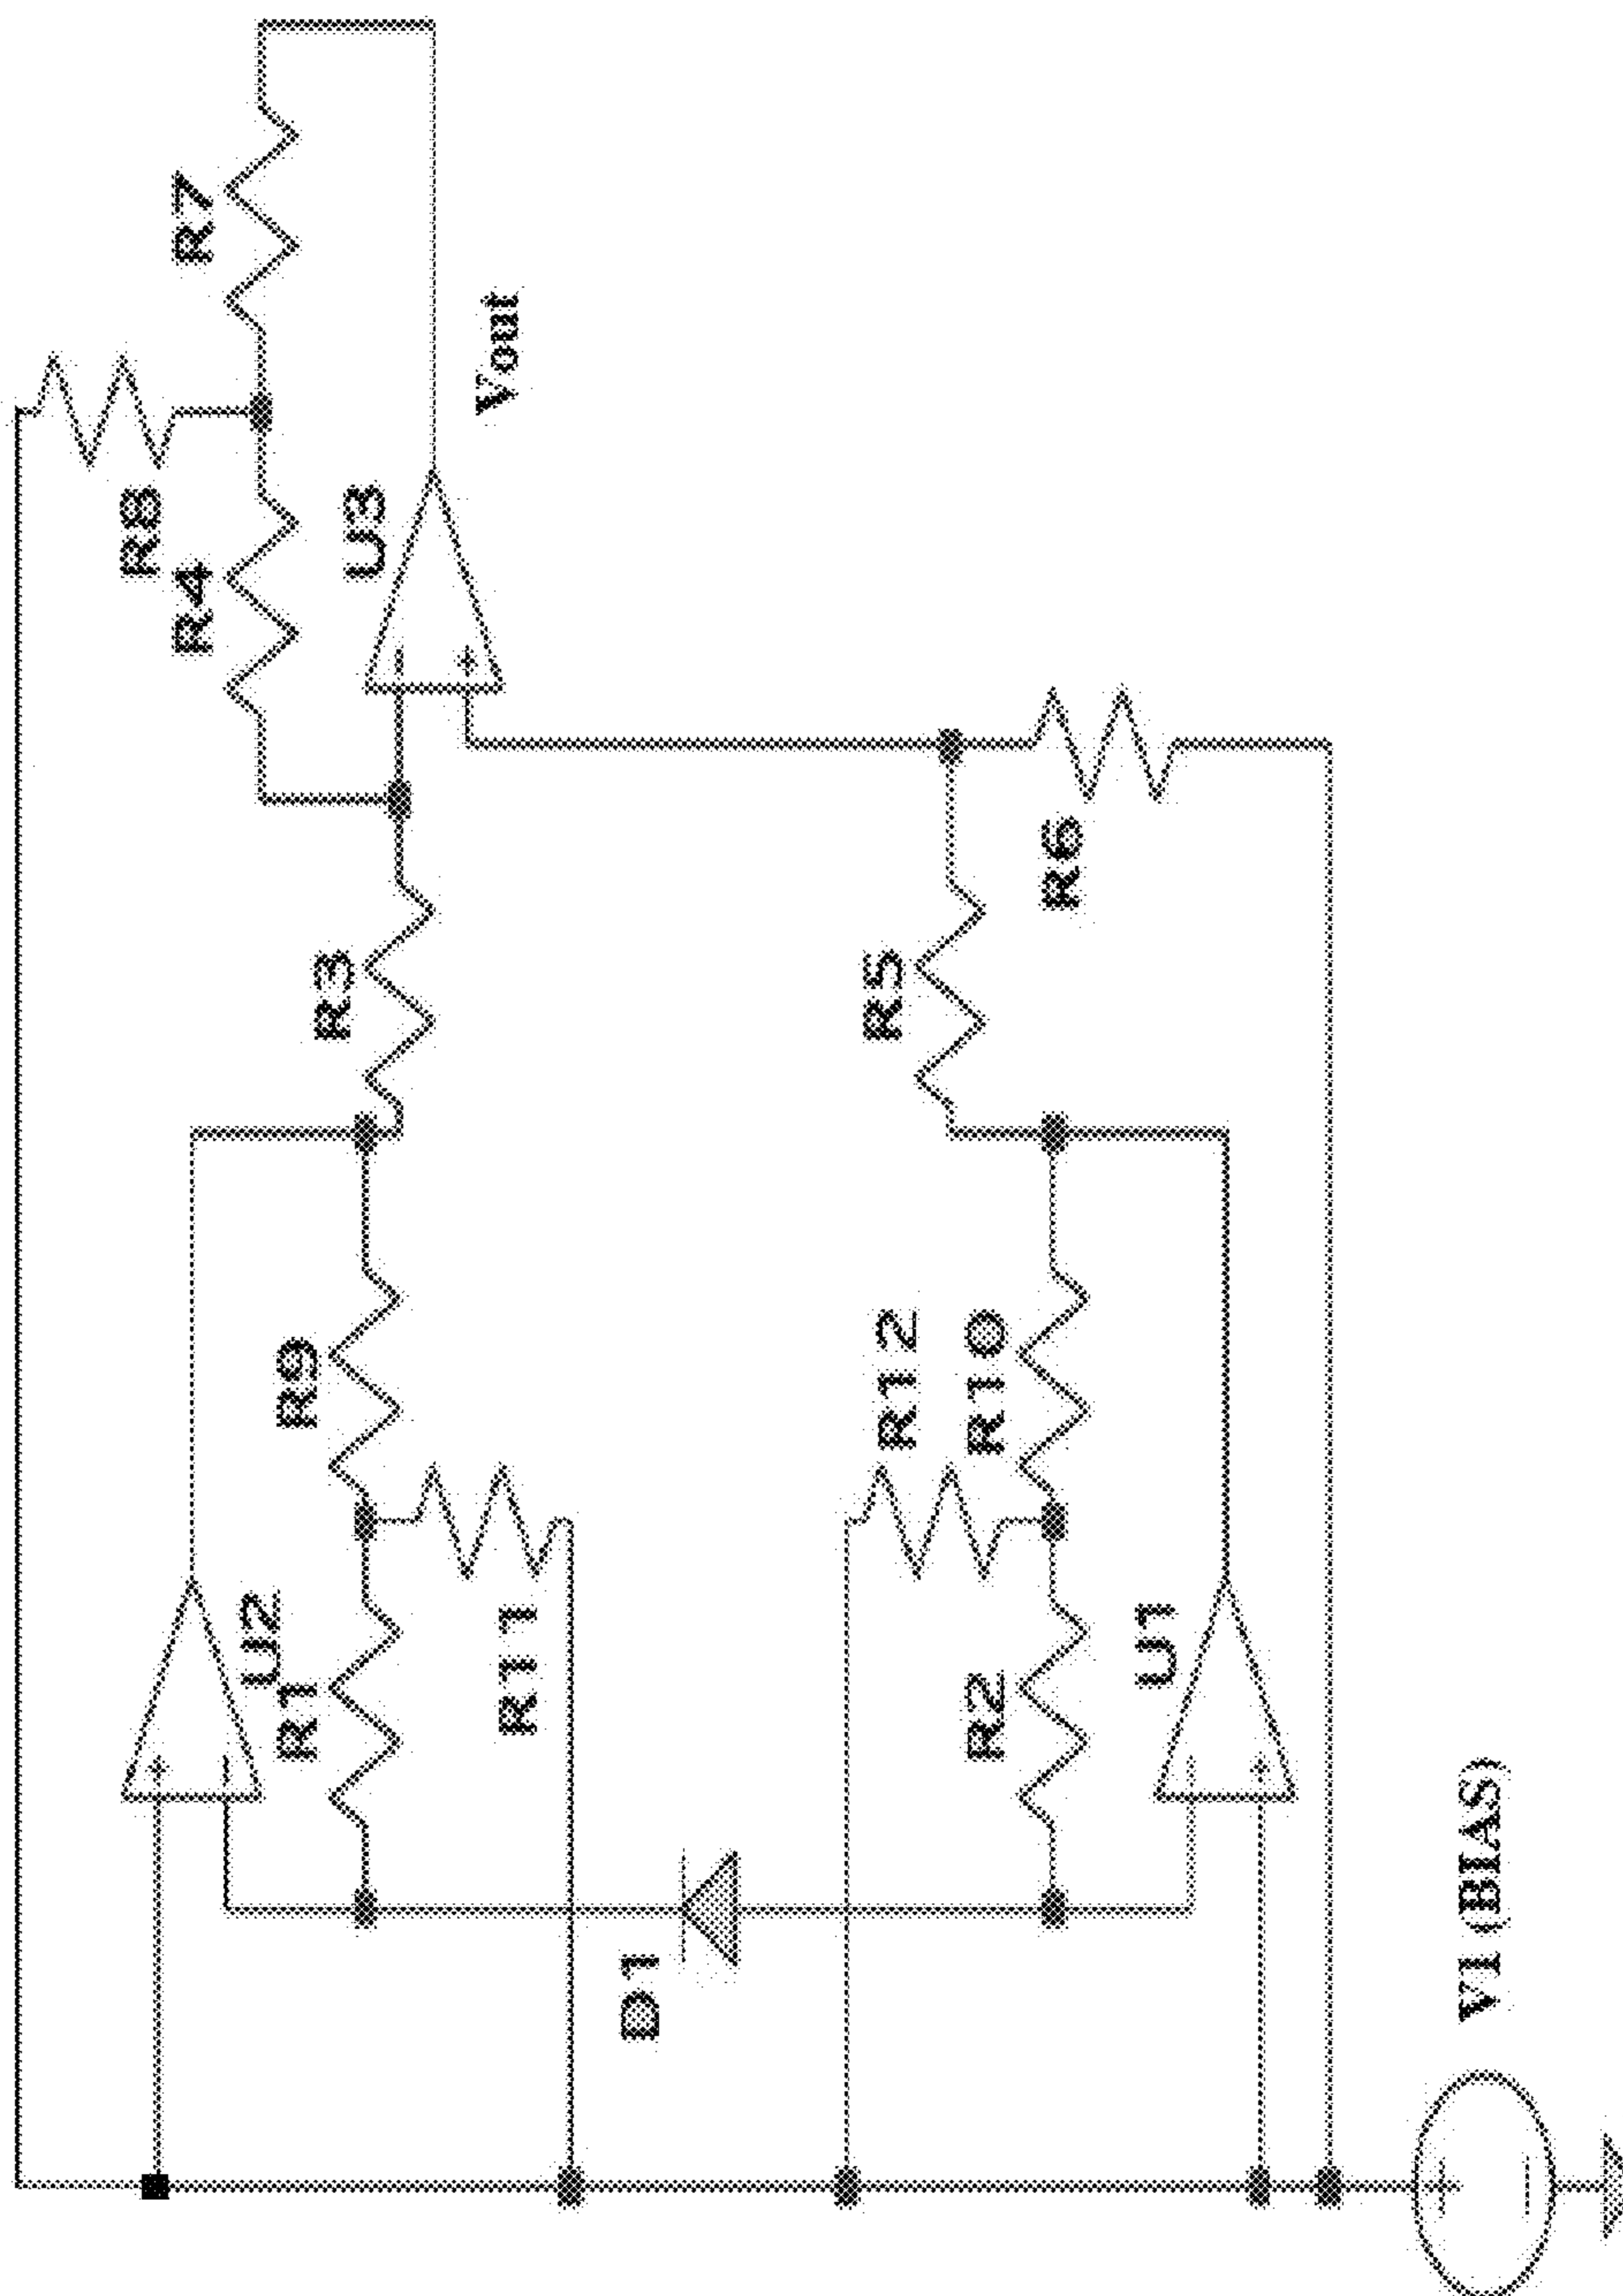 R7
R8
R4
U3
Vout
R3
R5
R6
R9
R12
R10
U2
R1
R11
R2
U1
D1
V1 (BIAS)